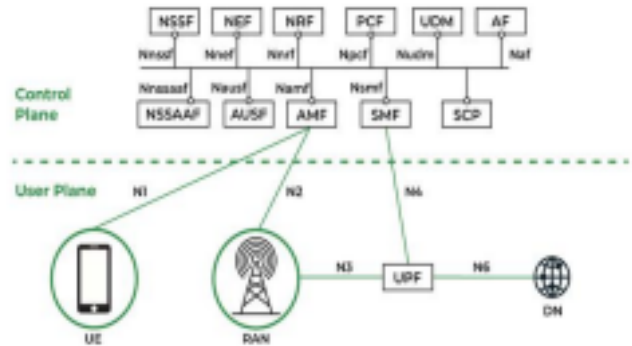 NSSF NEF NRF PCF UDM AF
Nnssf Nnef Nnrf Npcf Nudm Naf
Control
Plane
Nnssaaf Nausf Namf Nsmf
NSSAAF AUSF AMF SMF SCP
User Plane N1 N2 N4
N3 UPF N6
UE RAN DN